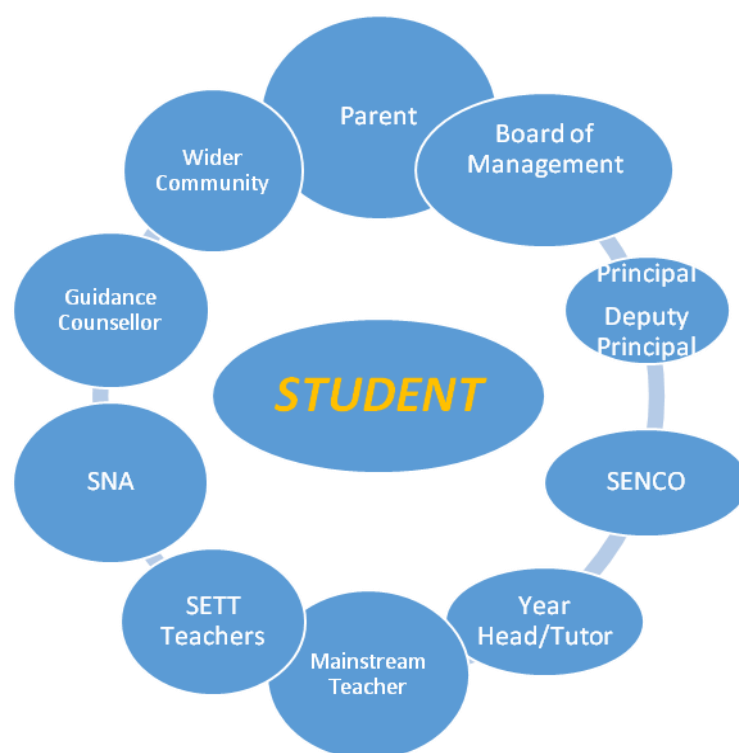 Parent
Board of
Management
Principal
Deputy
Principal
SENCO
Year
Head/Tutor
Mainstream
Teacher
SETT
Teachers
SNA
Guidance
Counsellor
Wider
Community
STUDENT